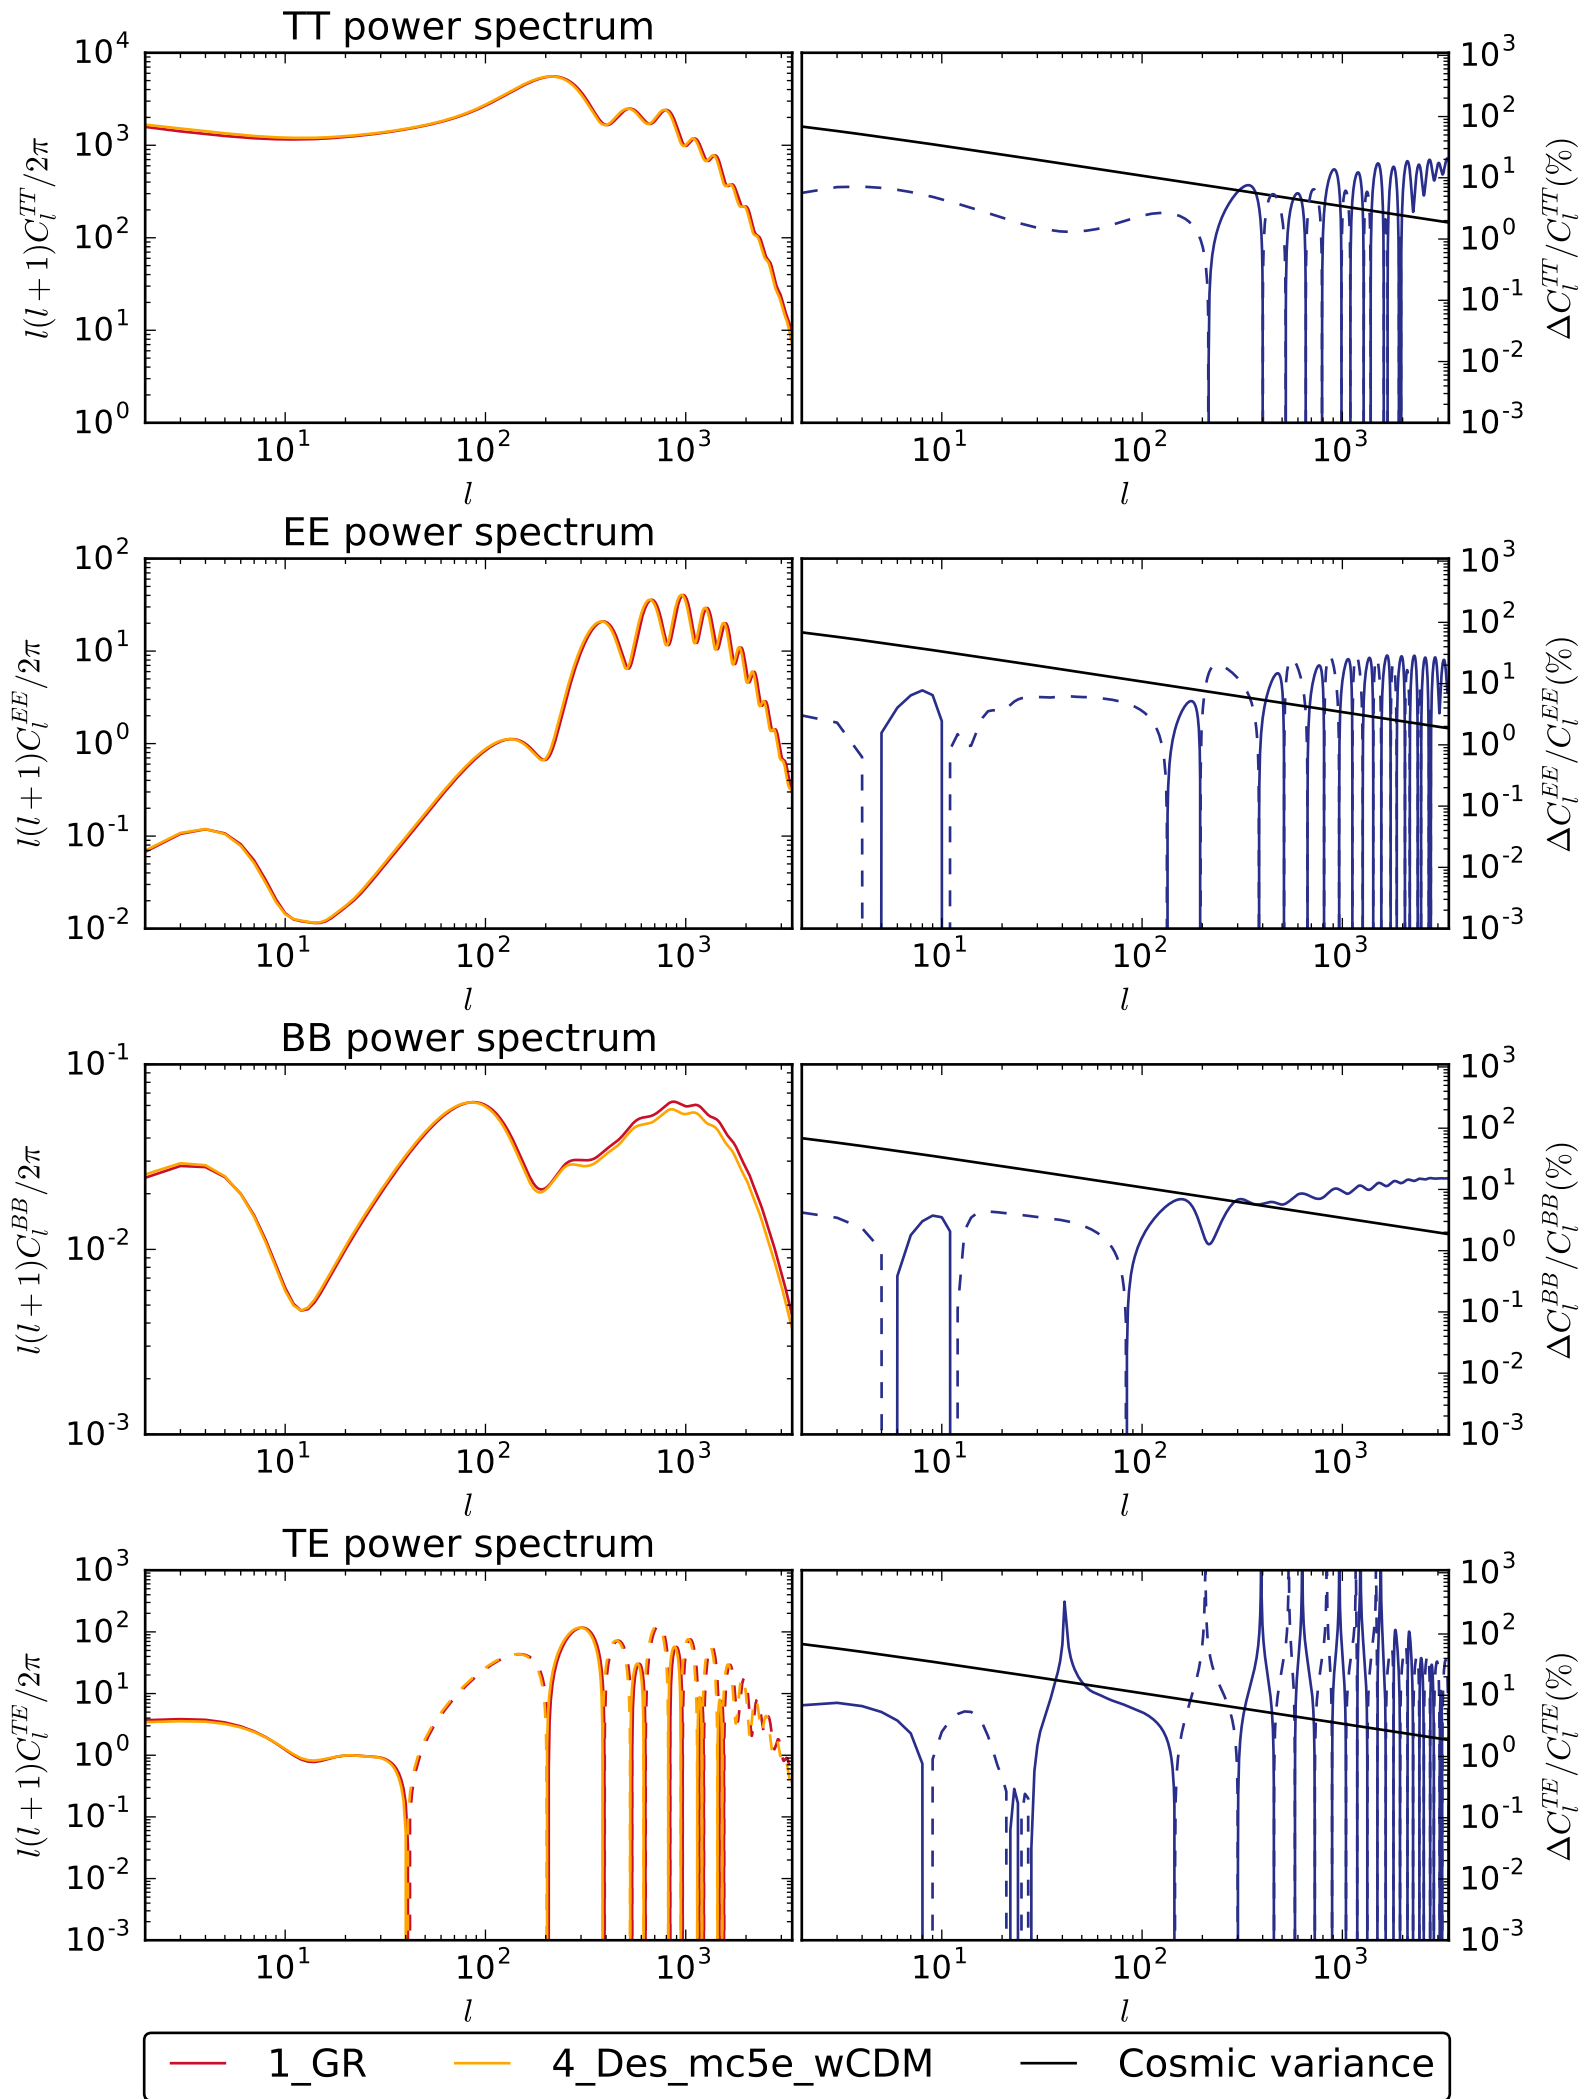 TT power spectrum
l(l + 1)C_l^{TT}/2π
10^4
10^3
10^2
10^1
10^0
10^1 10^2 10^3
l
10^1 10^2 10^3
l
10^3
10^2
10^1
10^0
10^-1
10^-2
10^-3
ΔC_l^{TT}/C_l^{TT}(%)
EE power spectrum
l(l + 1)C_l^{EE}/2π
10^2
10^1
10^0
10^-1
10^-2
10^1 10^2 10^3
l
10^1 10^2 10^3
l
10^3
10^2
10^1
10^0
10^-1
10^-2
10^-3
ΔC_l^{EE}/C_l^{EE}(%)
BB power spectrum
l(l + 1)C_l^{BB}/2π
10^-1
10^-2
10^-3
10^1 10^2 10^3
l
10^1 10^2 10^3
l
10^3
10^2
10^1
10^0
10^-1
10^-2
10^-3
ΔC_l^{BB}/C_l^{BB}(%)
TE power spectrum
l(l + 1)C_l^{TE}/2π
10^3
10^2
10^1
10^0
10^-1
10^-2
10^-3
10^1 10^2 10^3
l
10^1 10^2 10^3
l
10^3
10^2
10^1
10^0
10^-1
10^-2
10^-3
ΔC_l^{TE}/C_l^{TE}(%)
1_GR 4_Des_mc5e_wCDM Cosmic variance